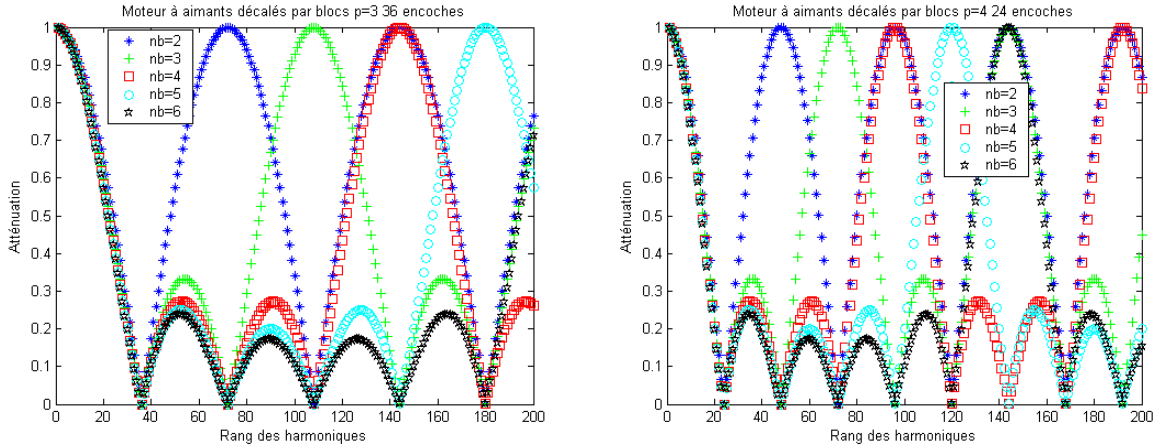 Moteur à aimants décalés par blocs p=3 36 encoches
1
0.9
0.8
0.7
0.6
0.5
0.4
0.3
0.2
0.1
0
Atténuation
nb=2
nb=3
nb=4
nb=5
nb=6
0 20 40 60 80 100 120 140 160 180 200
Rang des harmoniques
Moteur à aimants décalés par blocs p=4 24 encoches
1
0.9
0.8
0.7
0.6
0.5
0.4
0.3
0.2
0.1
0
Atténuation
nb=2
nb=3
nb=4
nb=5
nb=6
0 20 40 60 80 100 120 140 160 180 200
Rang des harmoniques